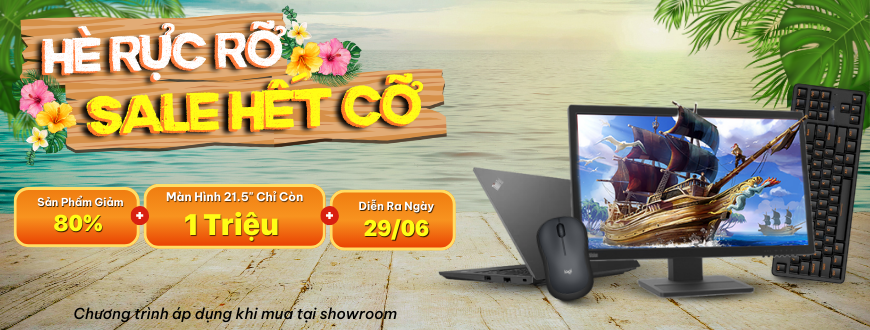 HÈ RỰC RỠ
SALE HẾT CỠ
Sản Phẩm Giảm
80%
Màn Hình 21.5" Chỉ Còn
1 Triệu
Diễn Ra Ngày
29/06
Chương trình áp dụng khi mua tại showroom